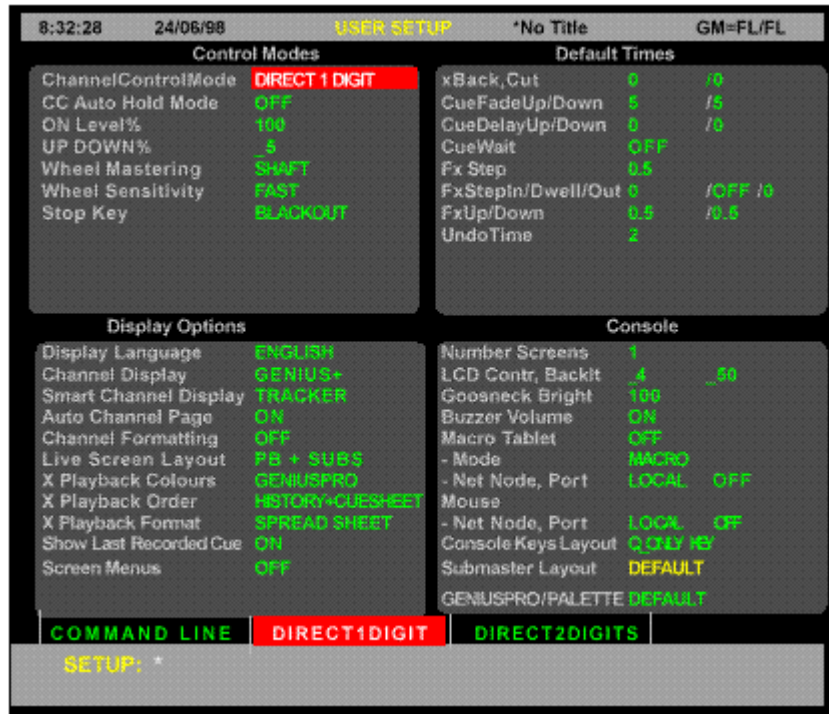 8:32:28 24/06/98 USER SETUP *No Title GM=FL/FL
Control Modes
ChannelControlMode DIRECT 1 DIGIT
CC Auto Hold Mode OFF
ON Level% 100
UP DOWN% _5
Wheel Mastering SHAFT
Wheel Sensitivity FAST
Stop Key BLACKOUT
Default Times
xBack,Cut 0 /0
CueFadeUp/Down 5 /5
CueDelayUp/Down 0 /0
CueWait OFF
Fx Step 0.5
FxStepIn/Dwell/Out 0 /OFF /0
FxUp/Down 0.5 /0.5
UndoTime 2
Display Options
Display Language ENGLISH
Channel Display GENIUS+
Smart Channel Display TRACKER
Auto Channel Page ON
Channel Formatting OFF
Live Screen Layout PB + SUBS
X Playback Colours GENIUSPRO
X Playback Order HISTORY+CUESHEET
X Playback Format SPREAD SHEET
Show Last Recorded Cue ON
Screen Menus OFF
Console
Number Screens 1
LCD Contr, Backlt _4 _50
Goosneck Bright 100
Buzzer Volume ON
Macro Tablet OFF
- Mode MACRO
- Net Node, Port LOCAL OFF
Mouse
- Net Node, Port LOCAL OFF
Console Keys Layout Q_ONLY KEY
Submaster Layout DEFAULT
GENIUSPRO/PALETTE DEFAULT
COMMAND LINE DIRECT1DIGIT DIRECT2DIGITS
SETUP: *